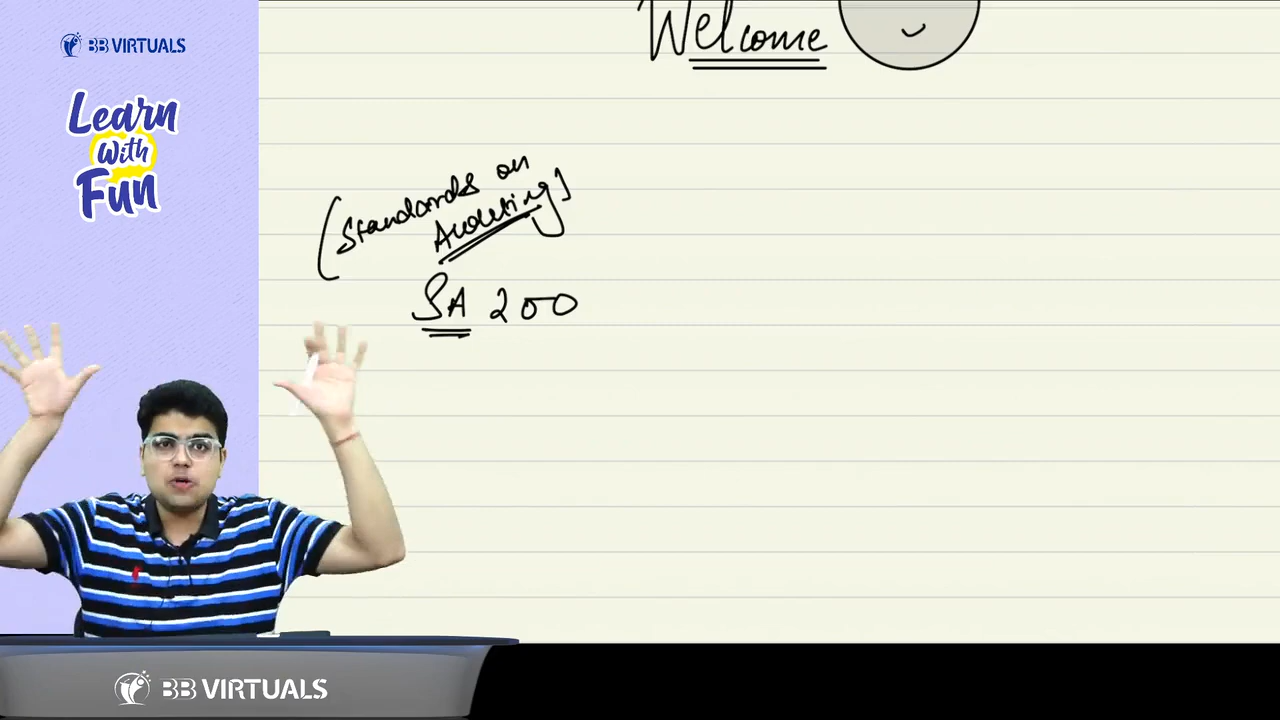 BB VIRTUALS
Welcome
Learn
With
Fun
(Standards on
Auditing)
SA 200
BB VIRTUALS